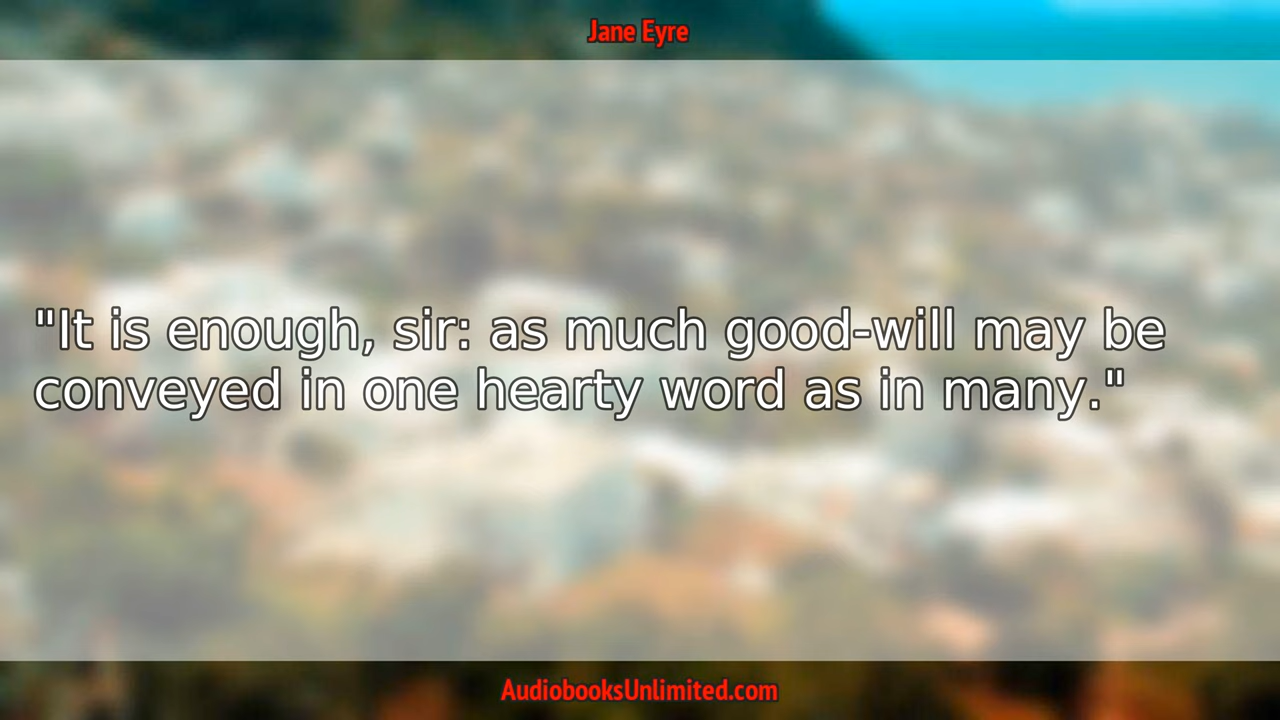 Jane Eyre
"It is enough, sir: as much good-will may be
conveyed in one hearty word as in many."
AudiobooksUnlimited.com